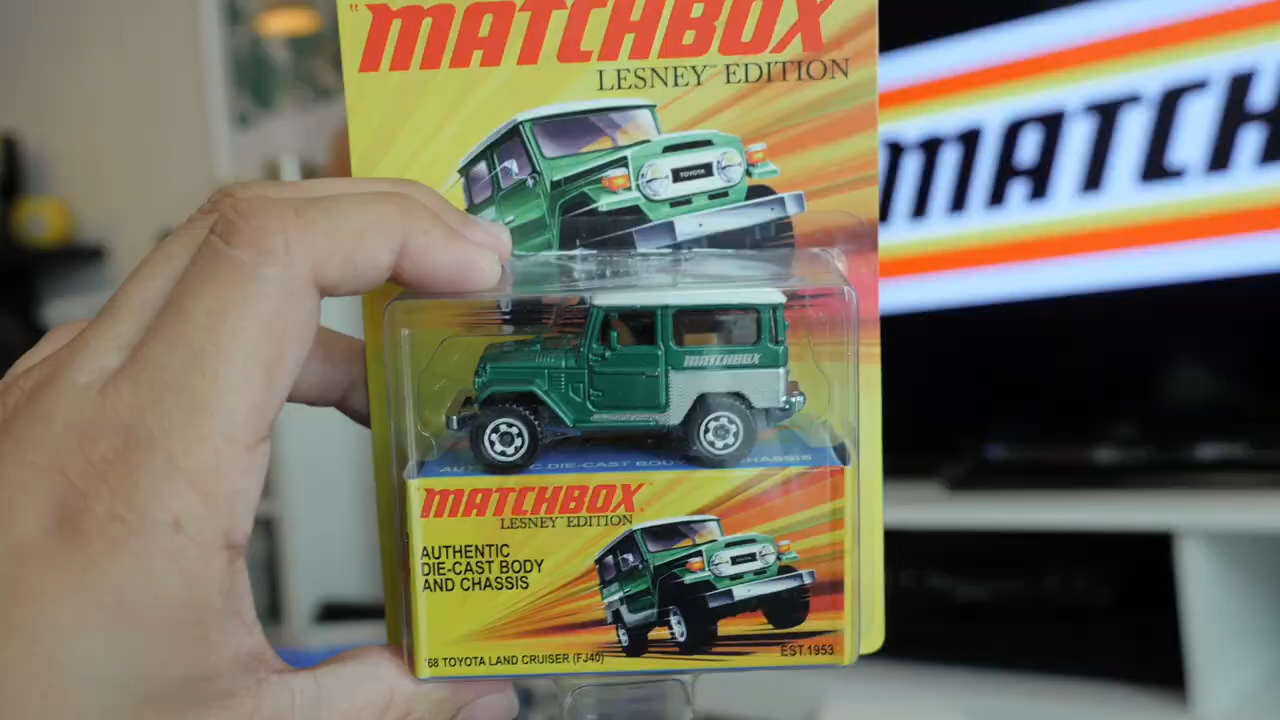 "MATCHBOX"
LESNEY™ EDITION
TOYOTA
MATCH
MATCHBOX
MATCHBOX"
LESNEY EDITION
AUTHENTIC
DIE-CAST BODY
AND CHASSIS
'68 TOYOTA LAND CRUISER (FJ40)
EST.1953